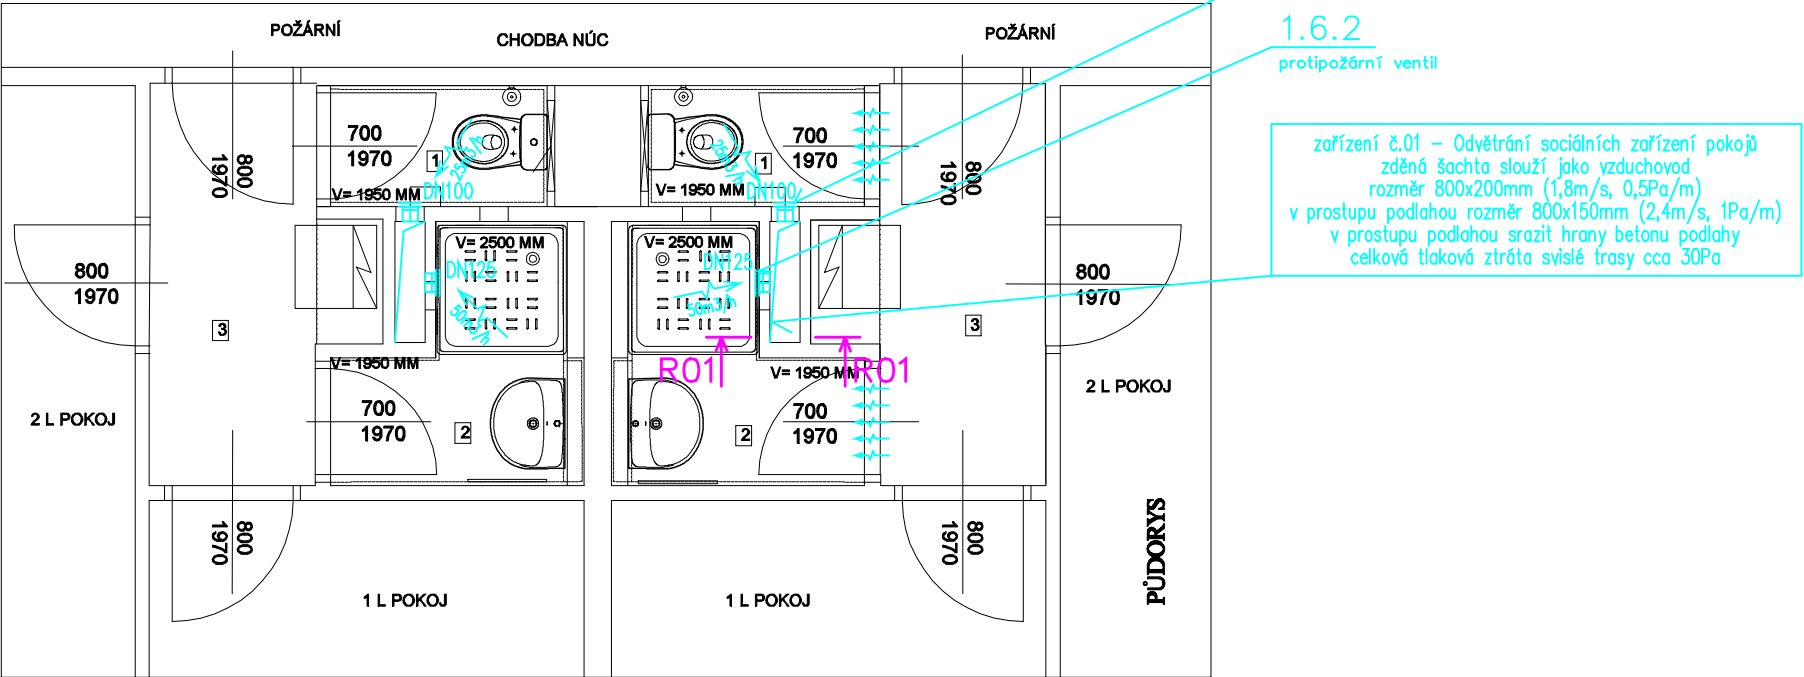 POŽÁRNÍ
CHODBA NÚC
POŽÁRNÍ
1.6.2
protipožární ventil
zařízení č.01 – Odvětrání sociálních zařízení pokojů
zděná šachta slouží jako vzduchovod
rozměr 800x200mm (1,8m/s, 0,5Pa/m)
v prostupu podlahou rozměr 800x150mm (2,4m/s, 1Pa/m)
v prostupu podlahou srazit hrany betonu podlahy
celková tlaková ztráta svislé trasy cca 30Pa
800
1970
700
1970
1
25m3/h
25m3/h
1
700
1970
800
1970
V= 1950 MM
DN100
V= 1950 MM
DN100
V= 2500 MM
V= 2500 MM
DN125
DN125
800
1970
50m3/h
50m3/h
800
1970
3
3
V= 1950 MM
R01
V= 1950 MM
R01
2 L POKOJ
700
1970
2
2
700
1970
2 L POKOJ
800
1970
800
1970
1 L POKOJ
1 L POKOJ
PŮDORYS